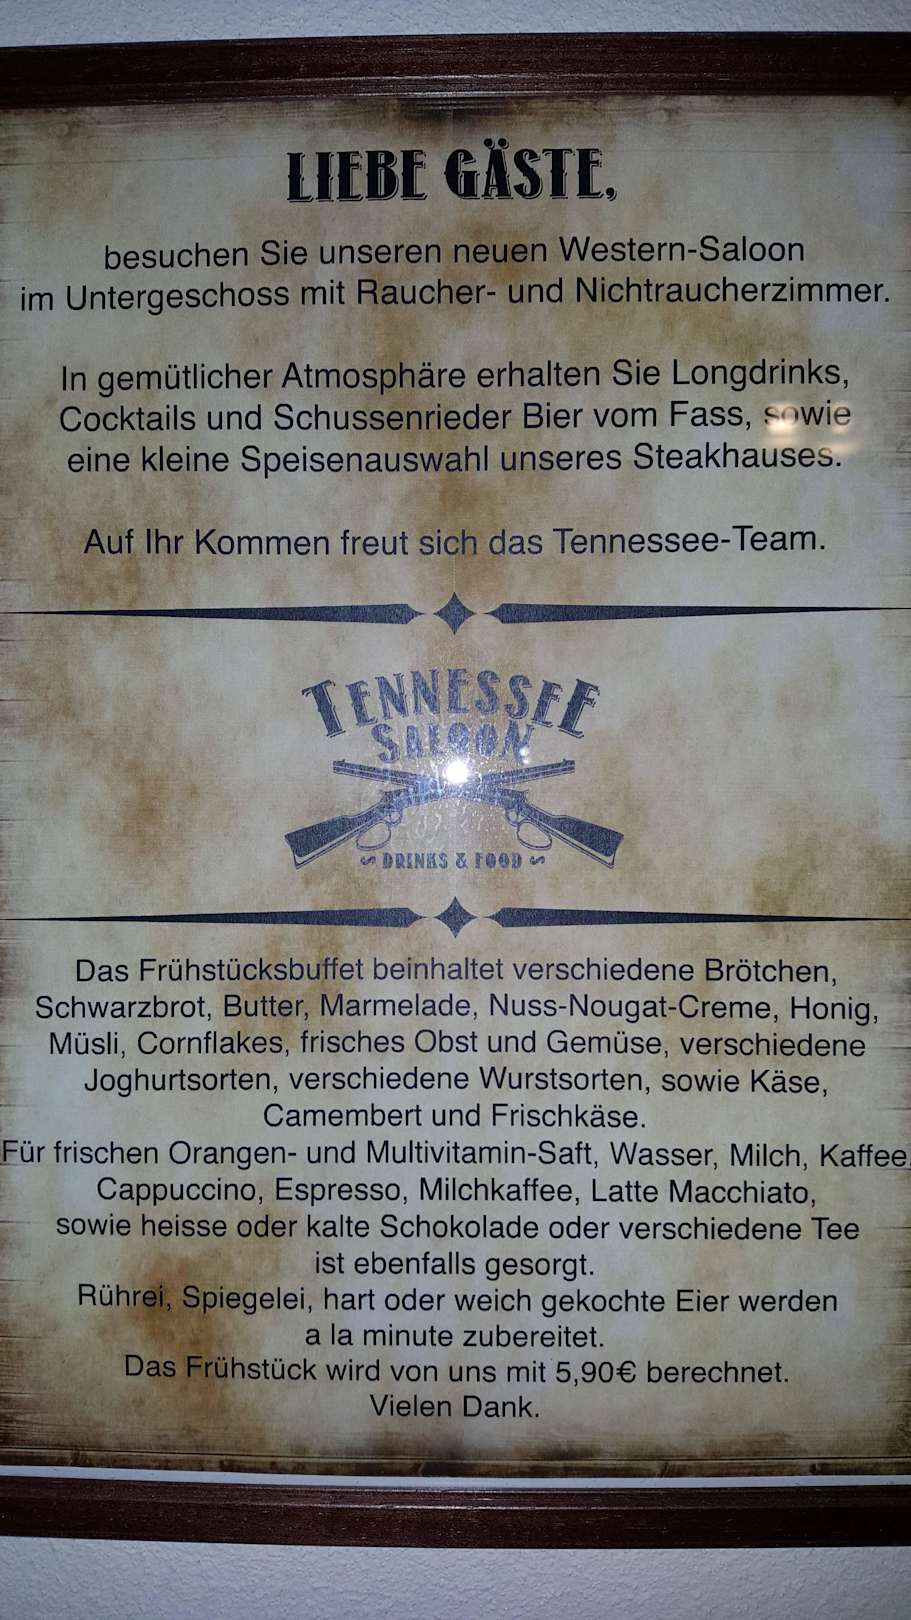 LIEBE GÄSTE,
besuchen Sie unseren neuen Western-Saloon
im Untergeschoss mit Raucher- und Nichtraucherzimmer.
In gemütlicher Atmosphäre erhalten Sie Longdrinks,
Cocktails und Schussenrieder Bier vom Fass, sowie
eine kleine Speisenauswahl unseres Steakhauses.
Auf Ihr Kommen freut sich das Tennessee-Team.
TENNESSEE
SALOON
~ DRINKS & FOOD ~
Das Frühstücksbuffet beinhaltet verschiedene Brötchen,
Schwarzbrot, Butter, Marmelade, Nuss-Nougat-Creme, Honig,
Müsli, Cornflakes, frisches Obst und Gemüse, verschiedene
Joghurtsorten, verschiedene Wurstsorten, sowie Käse,
Camembert und Frischkäse.
Für frischen Orangen- und Multivitamin-Saft, Wasser, Milch, Kaffee,
Cappuccino, Espresso, Milchkaffee, Latte Macchiato,
sowie heisse oder kalte Schokolade oder verschiedene Tee
ist ebenfalls gesorgt.
Rührei, Spiegelei, hart oder weich gekochte Eier werden
a la minute zubereitet.
Das Frühstück wird von uns mit 5,90€ berechnet.
Vielen Dank.